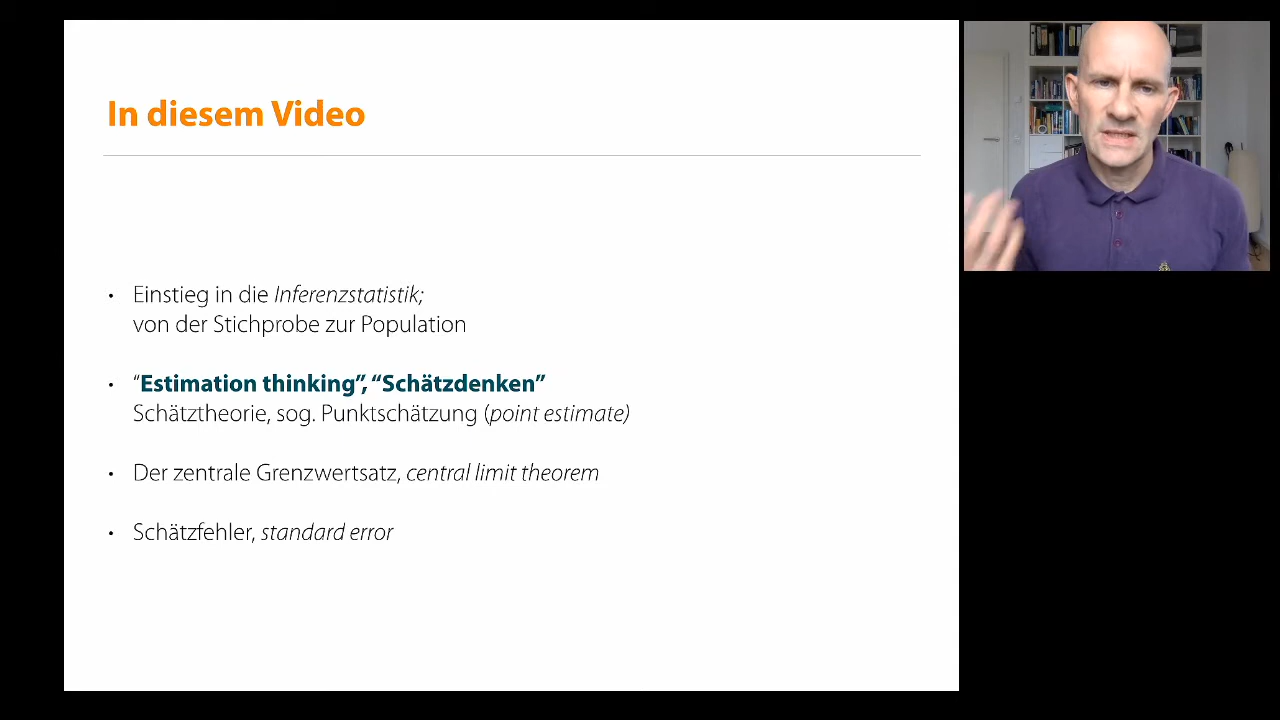 In diesem Video
• Einstieg in die Inferenzstatistik;
von der Stichprobe zur Population
• “Estimation thinking”, “Schätzdenken”
Schätztheorie, sog. Punktschätzung (point estimate)
• Der zentrale Grenzwertsatz, central limit theorem
• Schätzfehler, standard error